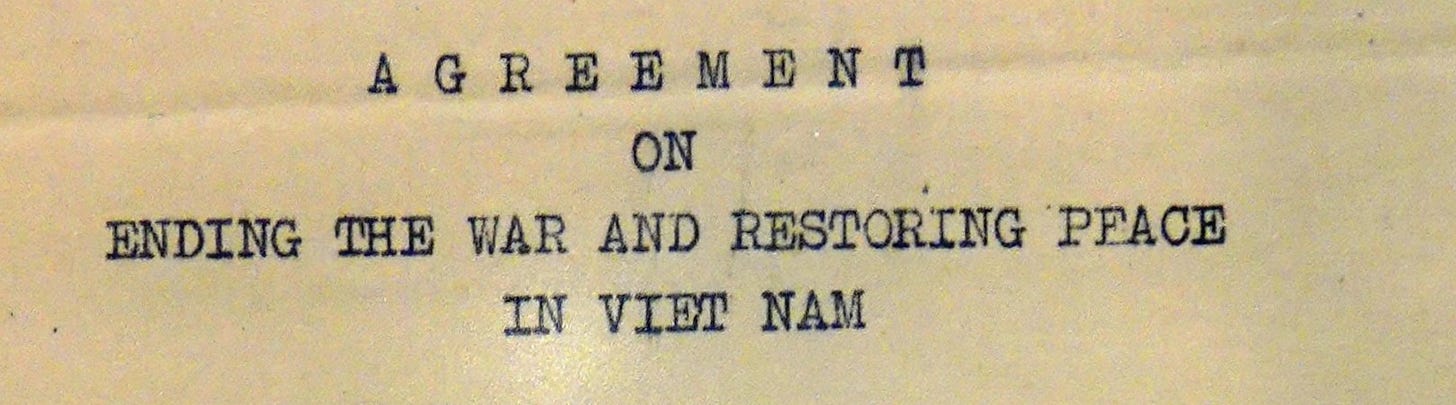 A G R E E M E N T
ON
ENDING THE WAR AND RESTORING PEACE
IN VIET NAM